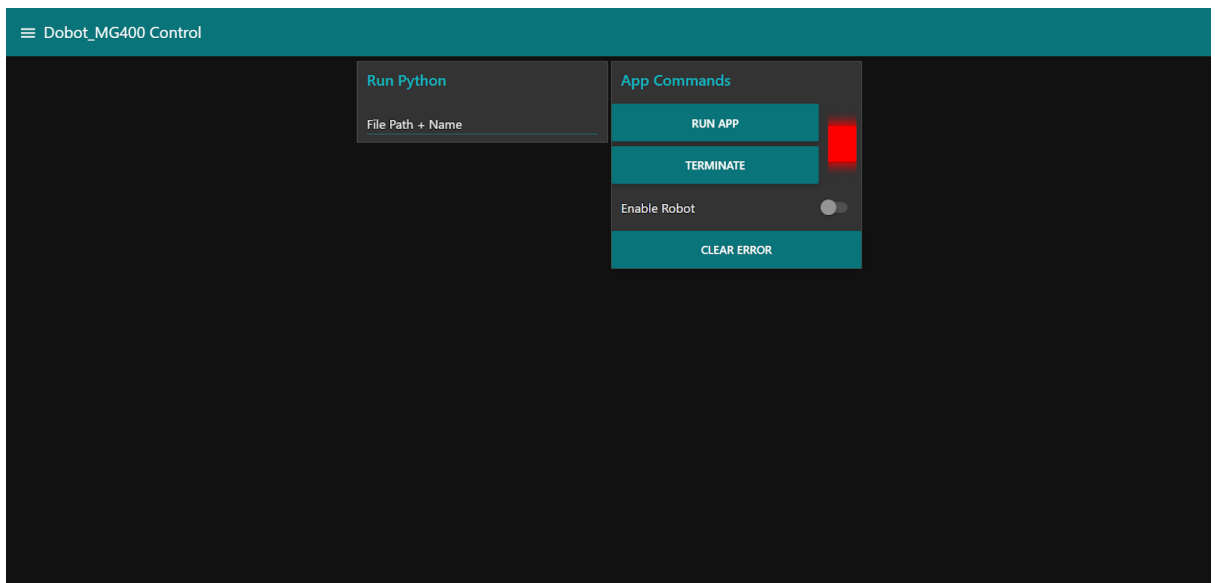 Dobot_MG400 Control
Run Python
File Path + Name
App Commands
RUN APP
TERMINATE
Enable Robot
CLEAR ERROR